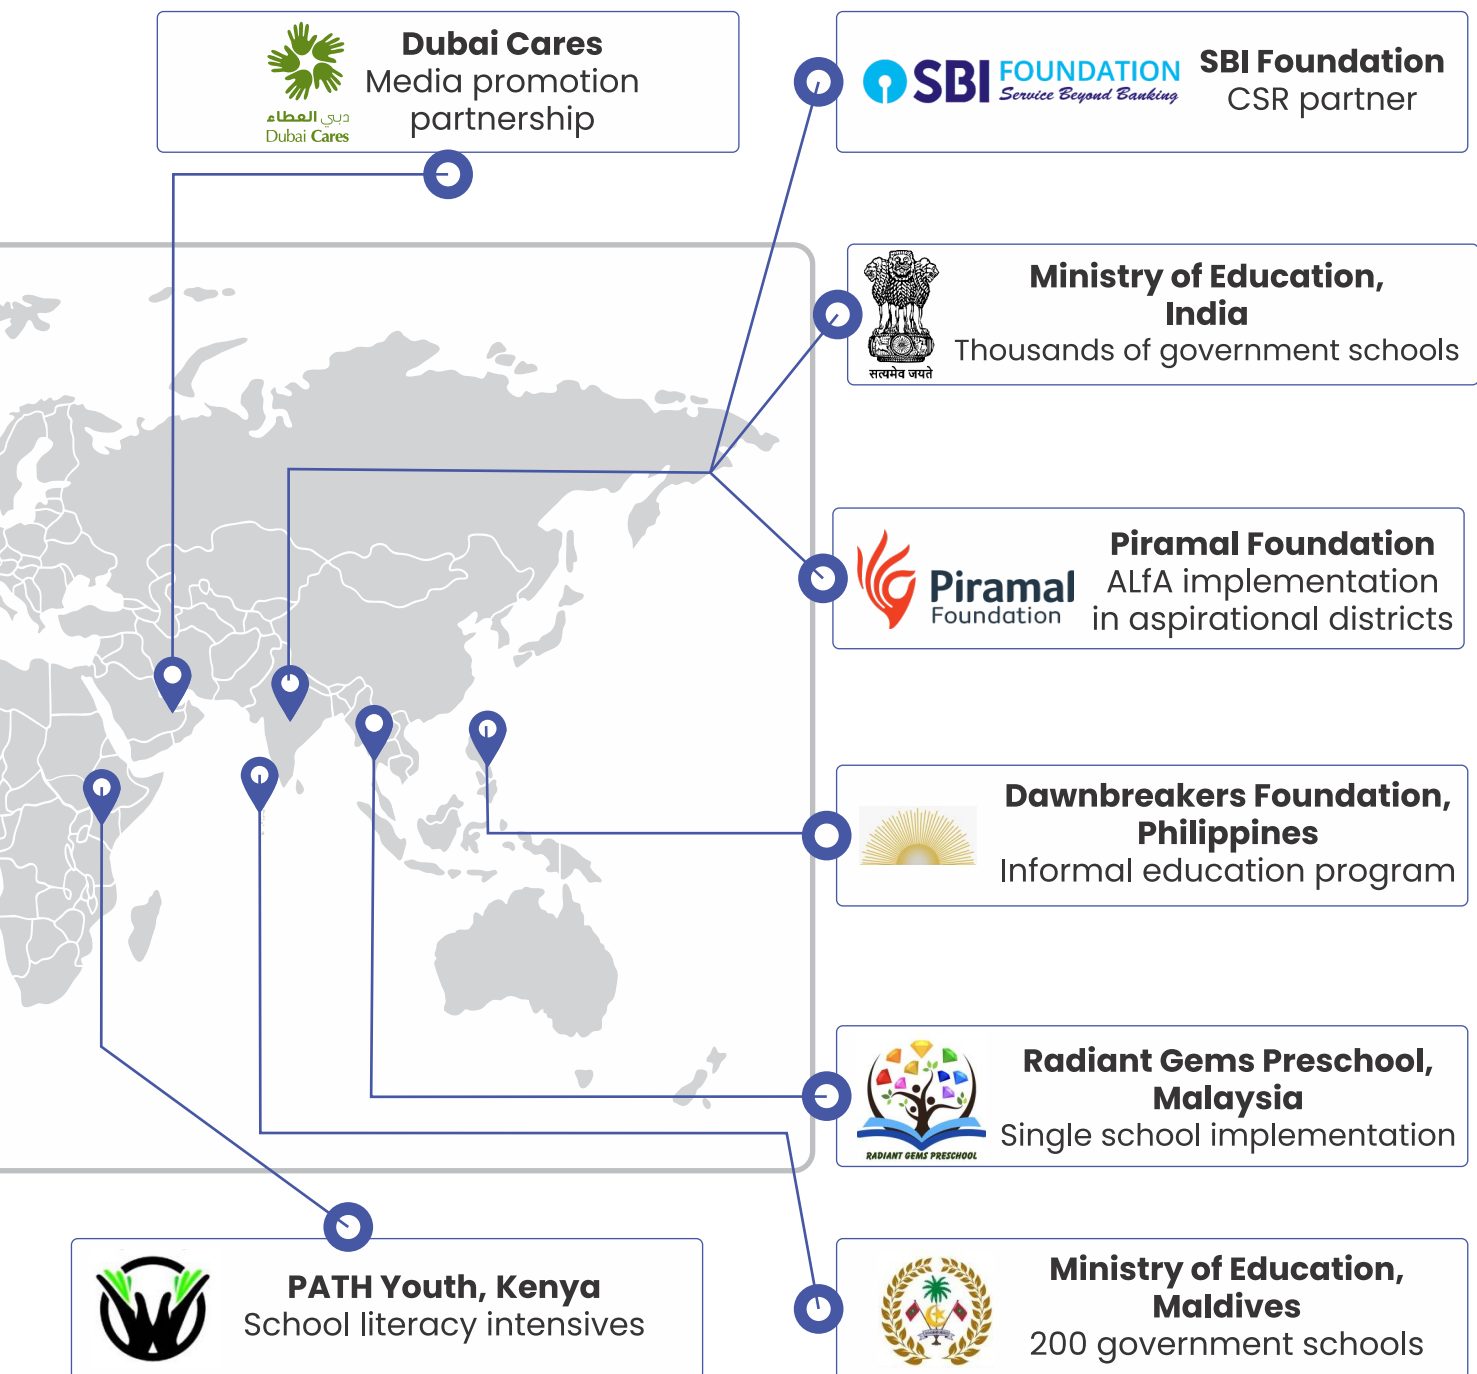 دبي العطاء
Dubai Cares
Dubai Cares
Media promotion
partnership
SBI FOUNDATION
Service Beyond Banking
SBI Foundation
CSR partner
सत्यमेव जयते
Ministry of Education,
India
Thousands of government schools
Piramal
Foundation
Piramal Foundation
ALfA implementation
in aspirational districts
Dawnbreakers Foundation,
Philippines
Informal education program
RADIANT GEMS PRESCHOOL
Radiant Gems Preschool,
Malaysia
Single school implementation
PATH Youth, Kenya
School literacy intensives
Ministry of Education,
Maldives
200 government schools